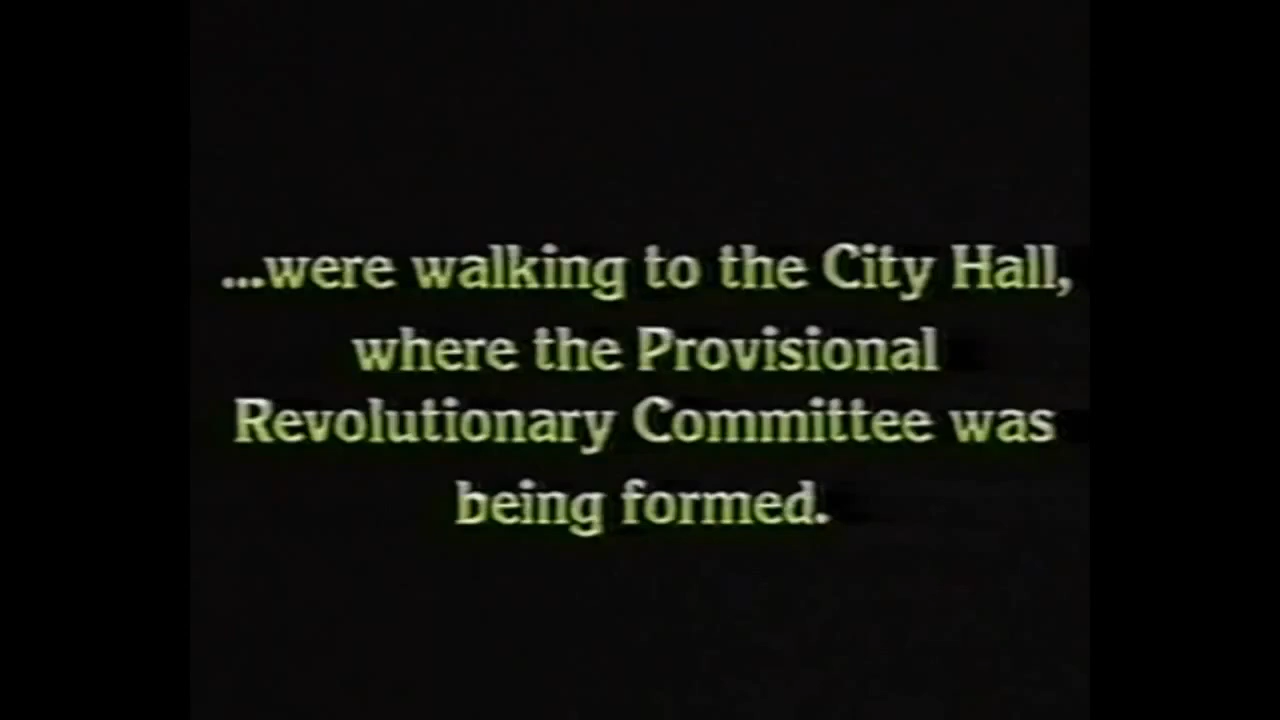 ...were walking to the City Hall,
where the Provisional
Revolutionary Committee was
being formed.